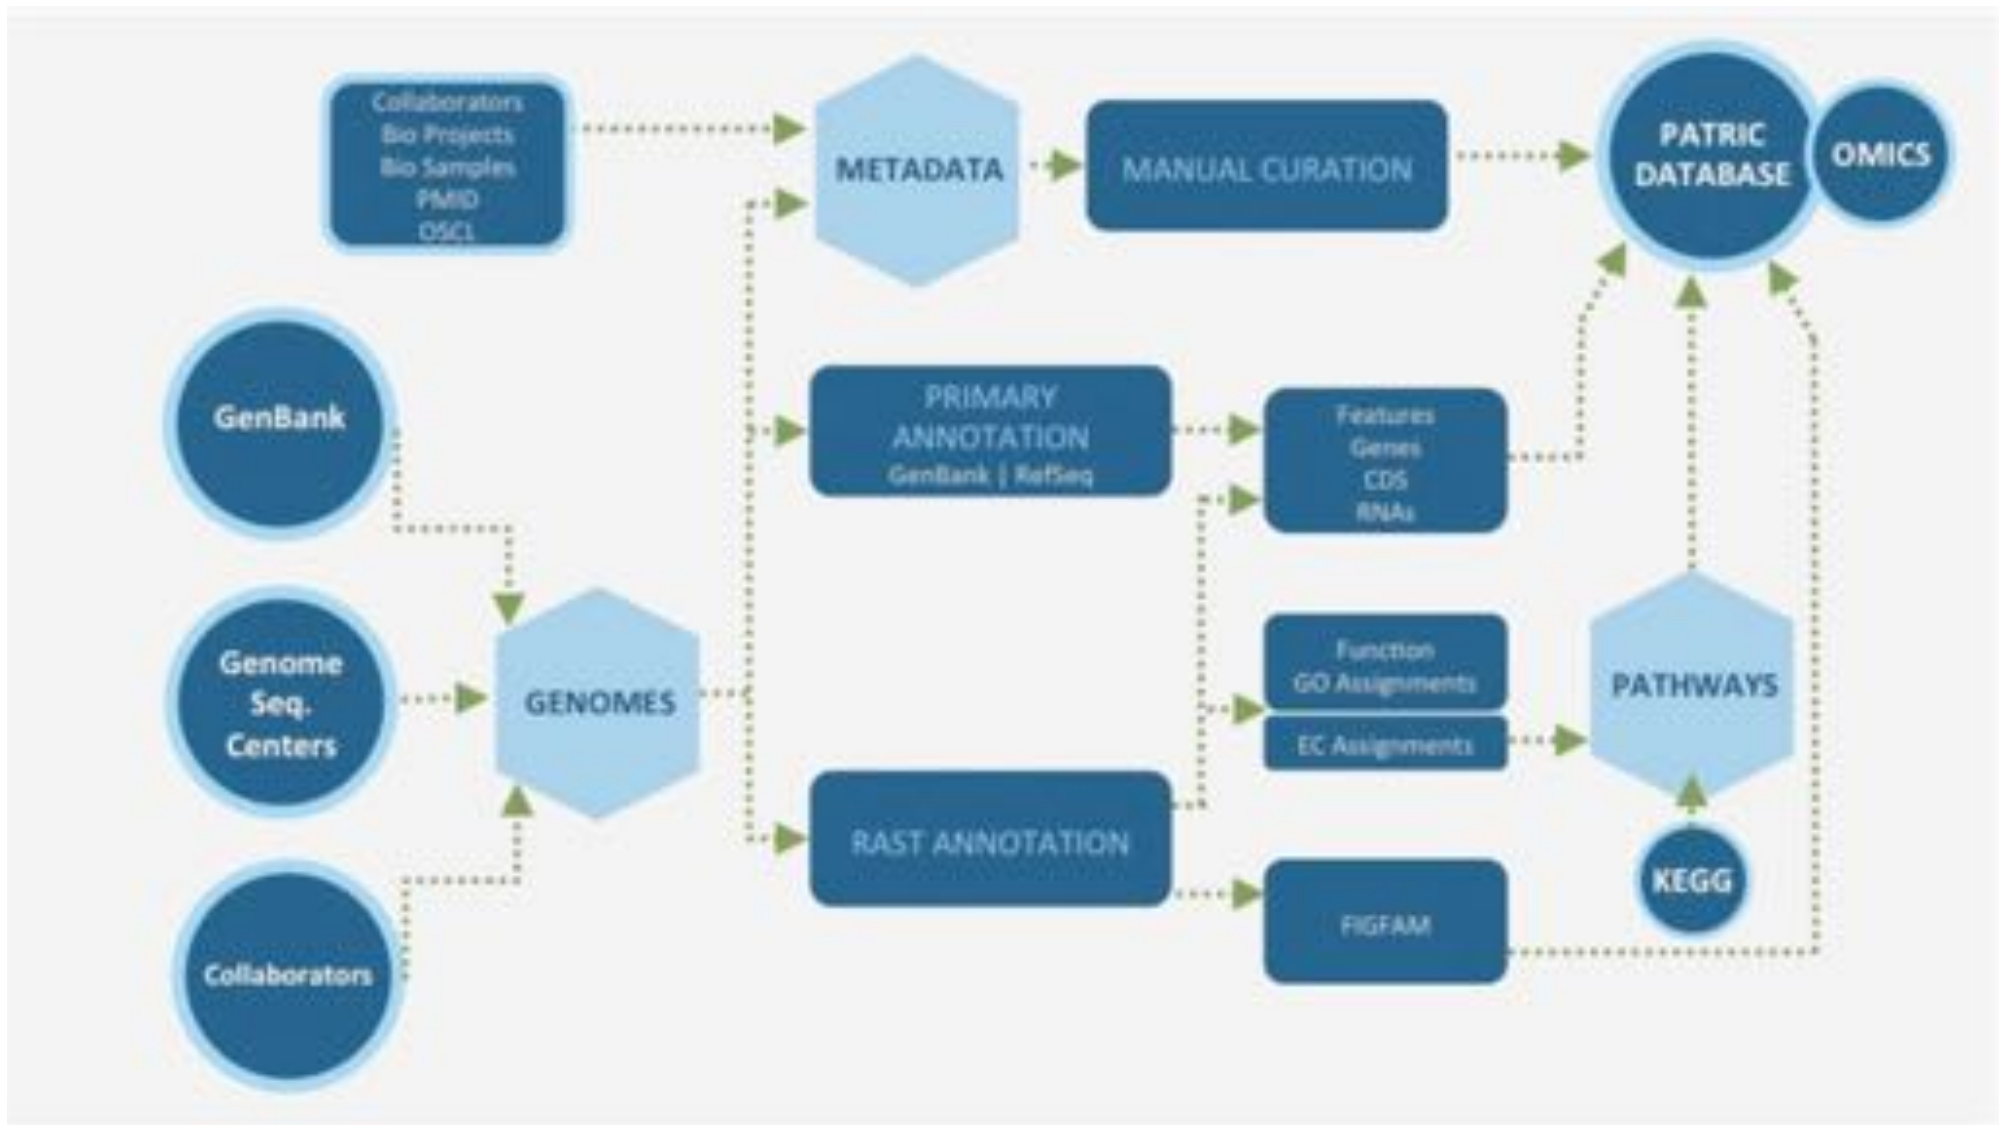 Collaborators
Bio Projects
Bio Samples
PMID
OSCL
METADATA
MANUAL CURATION
PATRIC
DATABASE
OMICS
GenBank
PRIMARY
ANNOTATION
GenBank | RefSeq
Features
Genes
CDS
RNAs
Genome
Seq.
Centers
GENOMES
Function
GO Assignments
EC Assignments
PATHWAYS
RAST ANNOTATION
KEGG
FIGFAM
Collaborators